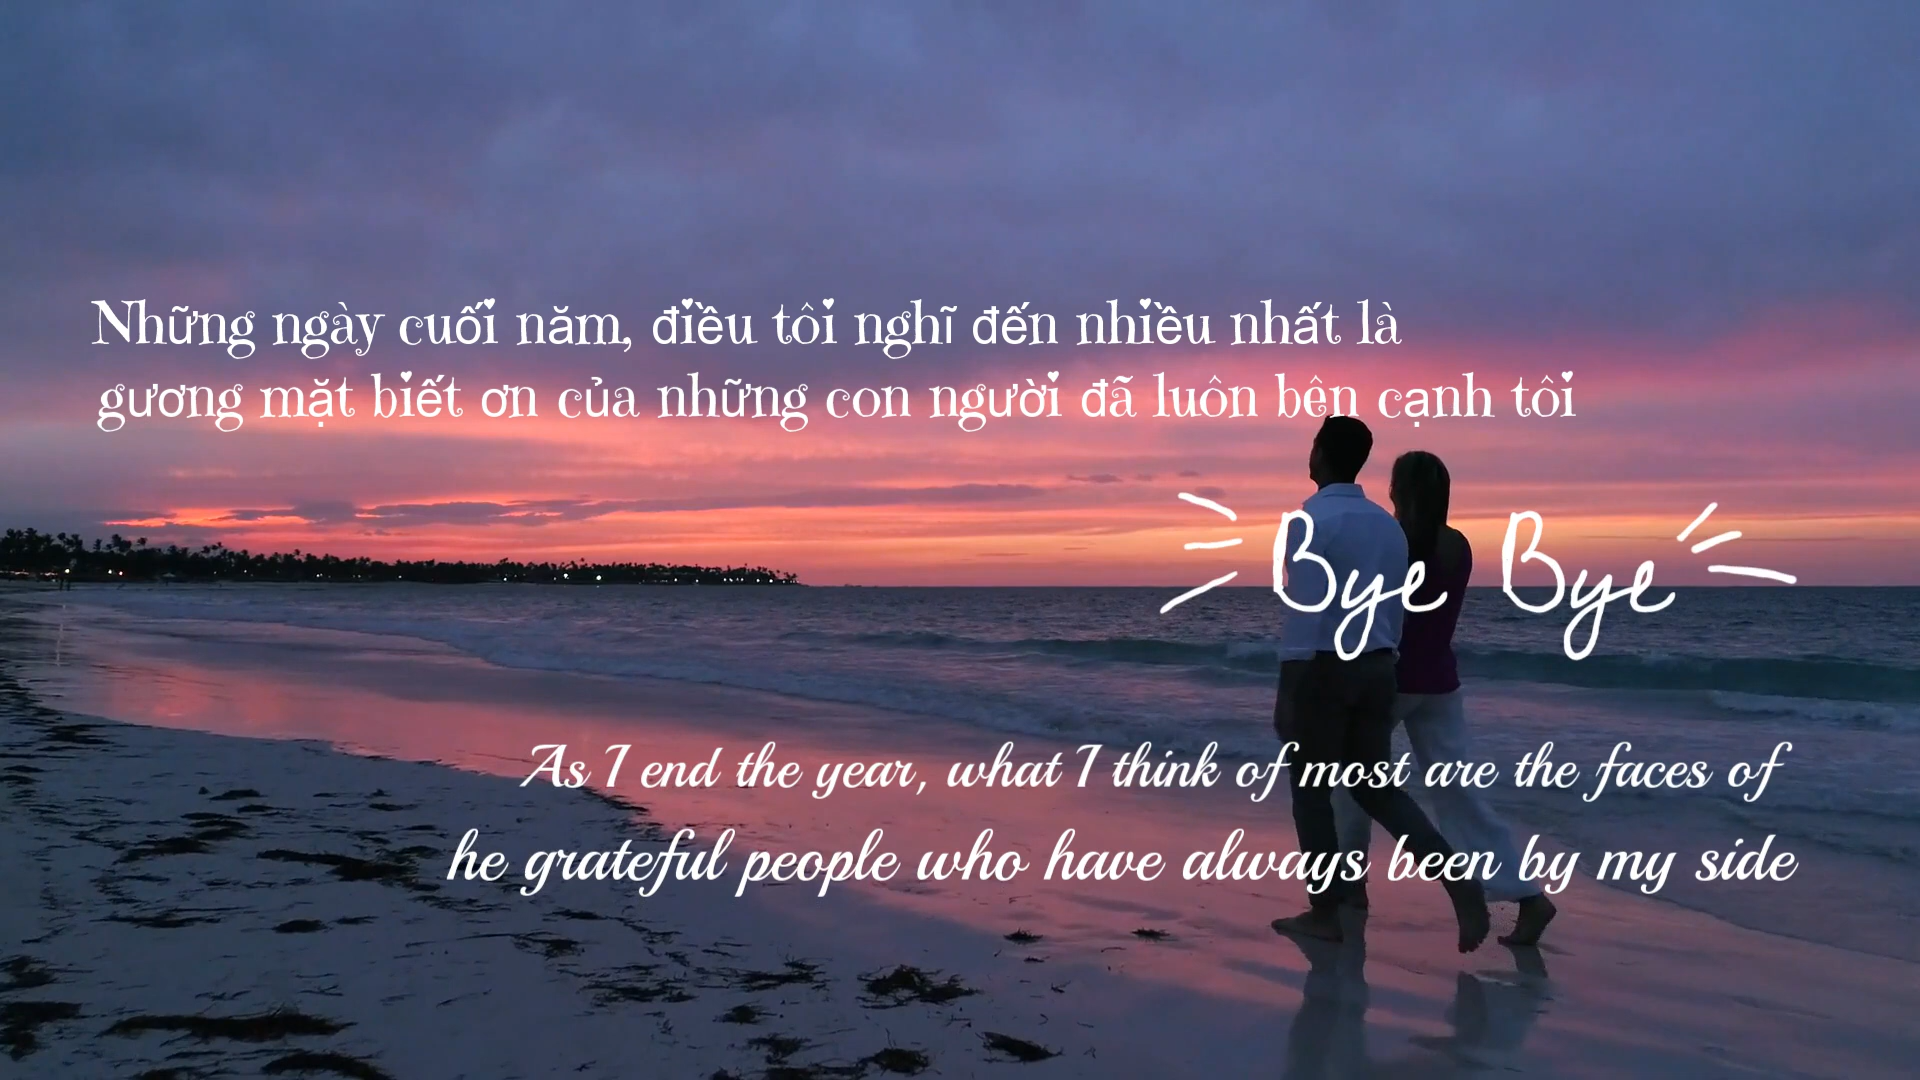 Những ngày cuối năm, điều tôi nghĩ đến nhiều nhất là
gương mặt biết ơn của những con người đã luôn bên cạnh tôi
Bye Bye
As I end the year, what I think of most are the faces of
he grateful people who have always been by my side